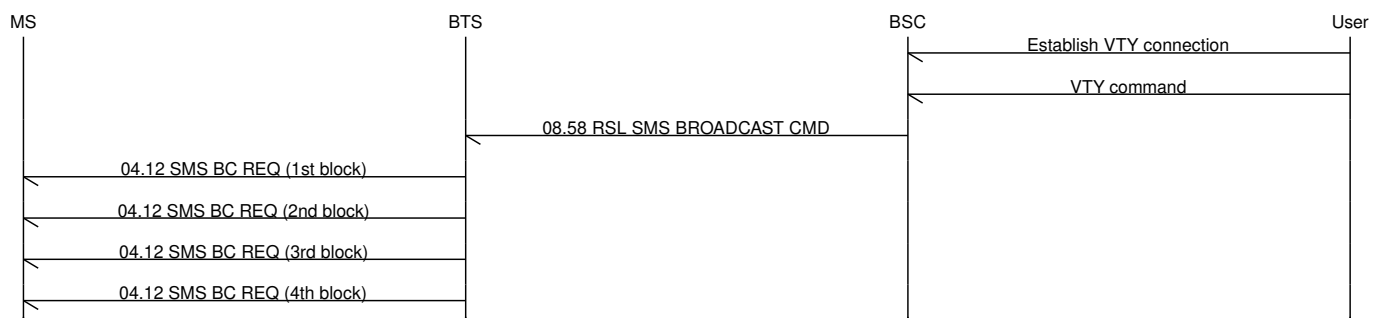 MS BTS BSC User
Establish VTY connection
VTY command
08.58 RSL SMS BROADCAST CMD
04.12 SMS BC REQ (1st block)
04.12 SMS BC REQ (2nd block)
04.12 SMS BC REQ (3rd block)
04.12 SMS BC REQ (4th block)